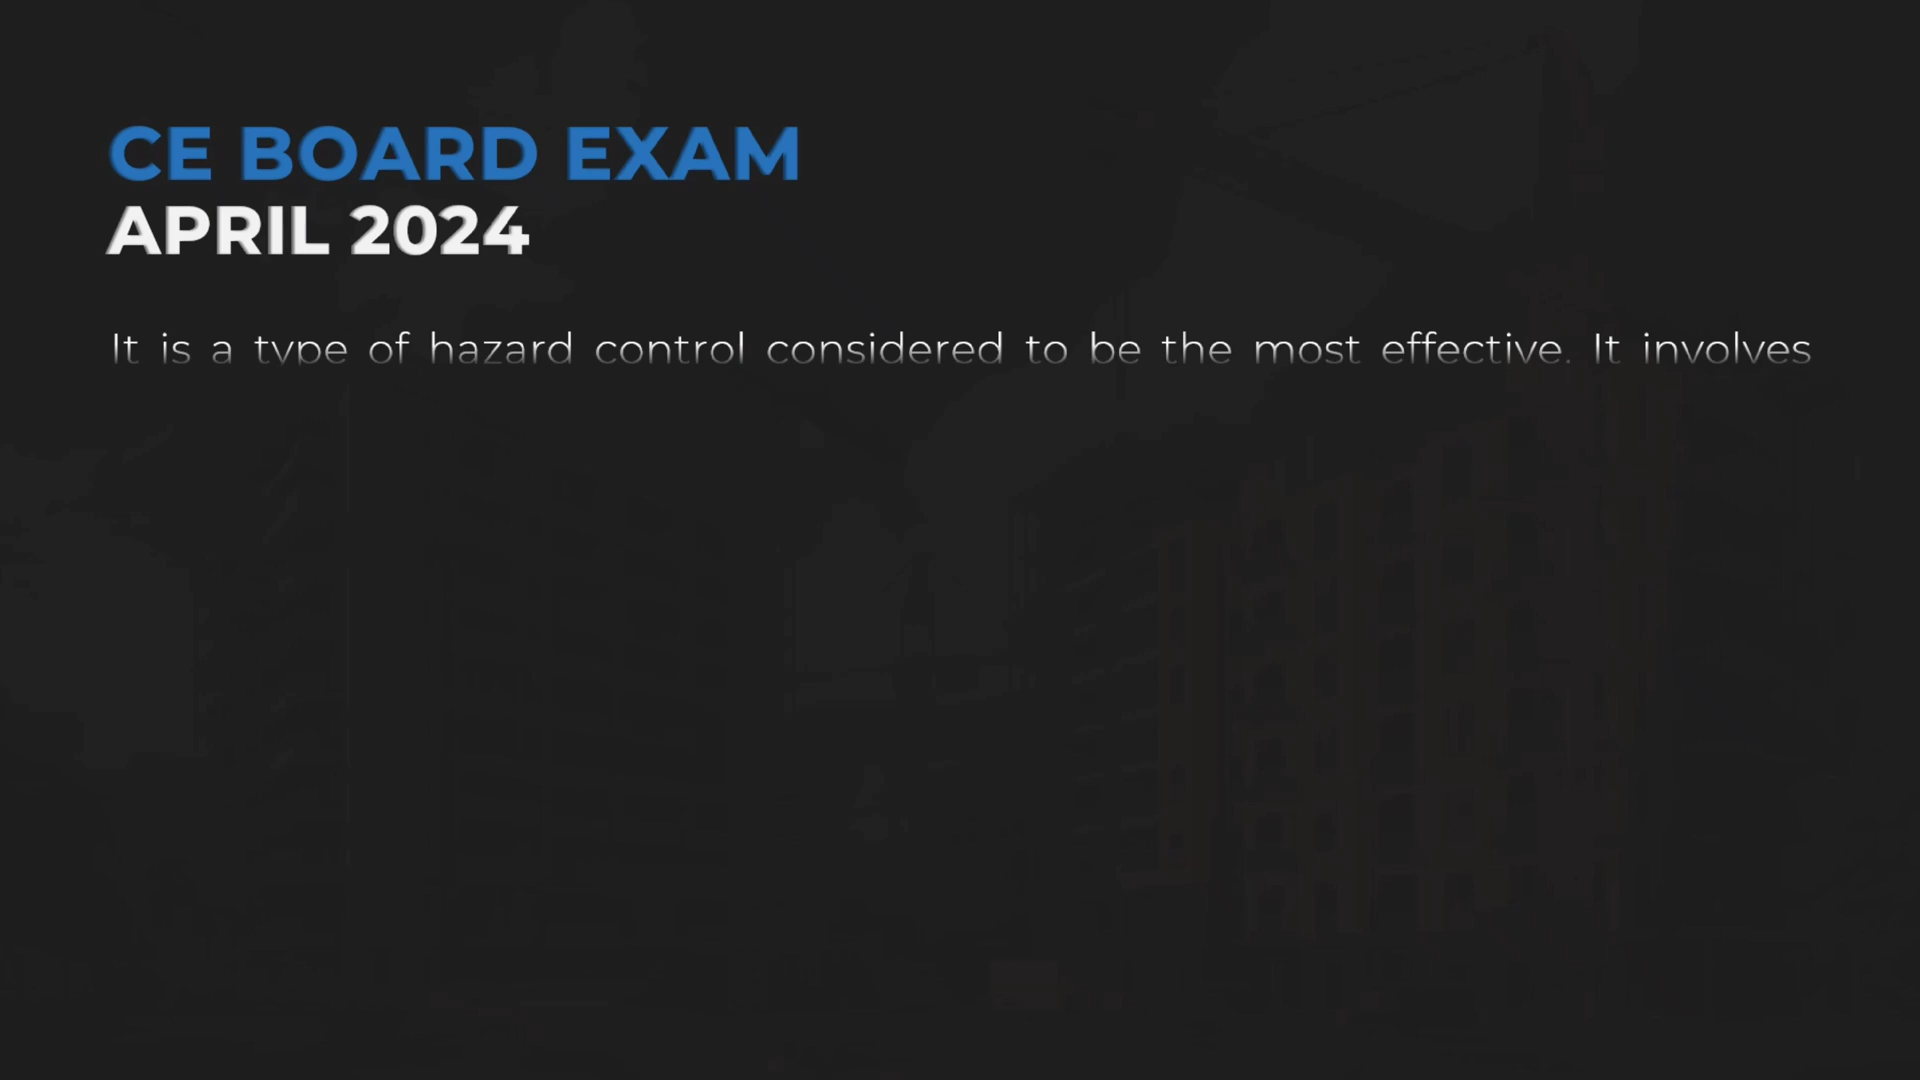 CE BOARD EXAM
APRIL 2024
It is a type of hazard control considered to be the most effective. It involves